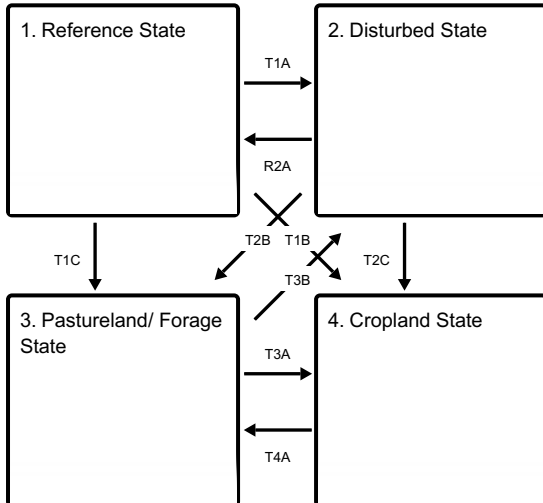 1. Reference State
2. Disturbed State
T1A
R2A
T2B
T1B
T1C
T2C
T3B
3. Pastureland/ Forage
State
4. Cropland State
T3A
T4A